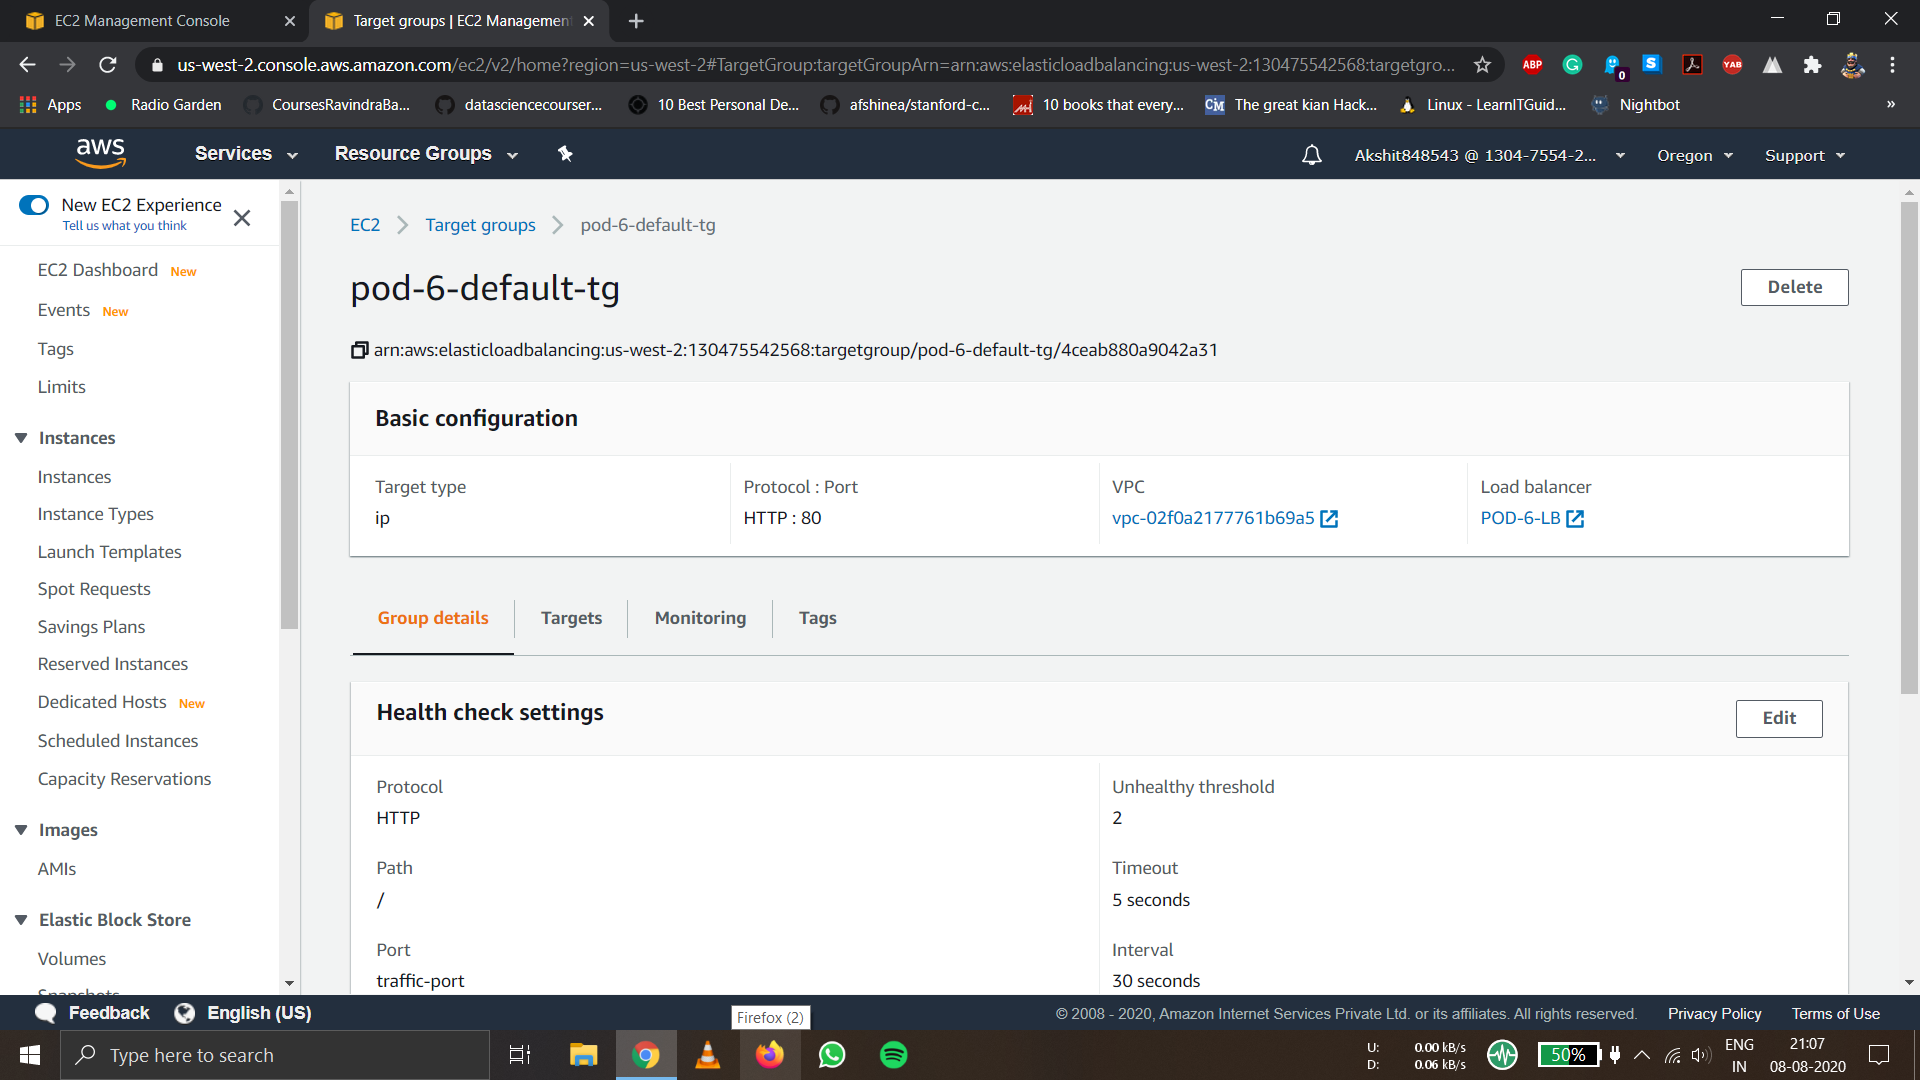 EC2 Management Console
Target groups | EC2 Management
us-west-2.console.aws.amazon.com/ec2/v2/home?region=us-west-2#TargetGroup:targetGroupArn=arn:aws:elasticloadbalancing:us-west-2:130475542568:targetgro...
ABP
0
S
YAB
Apps
Radio Garden
CoursesRavindraBa...
datasciencecourser...
10 Best Personal De...
afshinea/stanford-c...
10 books that every...
CM
The great kian Hack...
Linux - LearnITGuid...
Nightbot
»
aws
Services
Resource Groups
Akshit848543 @ 1304-7554-2...
Oregon
Support
New EC2 Experience
Tell us what you think
EC2 Dashboard New
Events New
Tags
Limits
Instances
Instances
Instance Types
Launch Templates
Spot Requests
Savings Plans
Reserved Instances
Dedicated Hosts New
Scheduled Instances
Capacity Reservations
Images
AMIs
Elastic Block Store
Volumes
Snapshots
EC2
Target groups
pod-6-default-tg
pod-6-default-tg
Delete
arn:aws:elasticloadbalancing:us-west-2:130475542568:targetgroup/pod-6-default-tg/4ceab880a9042a31
Basic configuration
Target type
ip
Protocol : Port
HTTP : 80
VPC
vpc-02f0a2177761b69a5
Load balancer
POD-6-LB
Group details
Targets
Monitoring
Tags
Health check settings
Edit
Protocol
HTTP
Unhealthy threshold
2
Path
/
Timeout
5 seconds
Port
traffic-port
Interval
30 seconds
Feedback
English (US)
Firefox (2)
© 2008 - 2020, Amazon Internet Services Private Ltd. or its affiliates. All rights reserved.
Privacy Policy
Terms of Use
Type here to search
U: 0.00 kB/s
D: 0.06 kB/s
50%
ENG
IN
21:07
08-08-2020